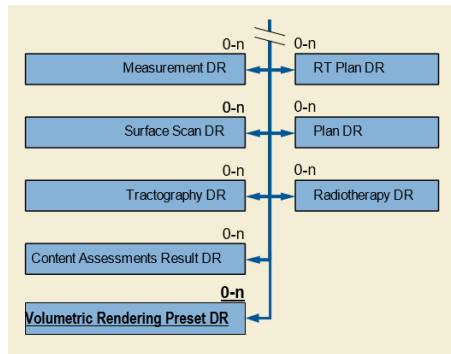 0-n 0-n
Measurement DR RT Plan DR
0-n 0-n
Surface Scan DR Plan DR
0-n 0-n
Tractography DR Radiotherapy DR
0-n
Content Assessments Result DR
0-n
Volumetric Rendering Preset DR